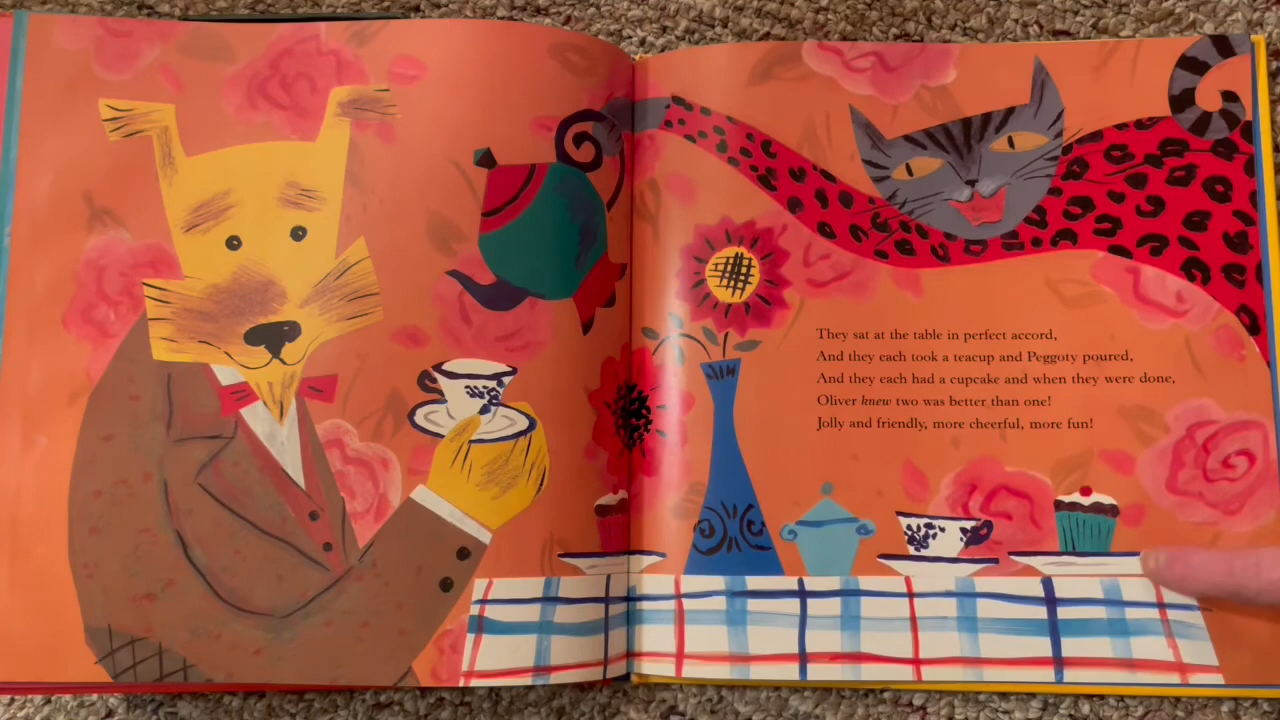 They sat at the table in perfect accord,
And they each took a teacup and Peggoty poured,
And they each had a cupcake and when they were done,
Oliver knew two was better than one!
Jolly and friendly, more cheerful, more fun!